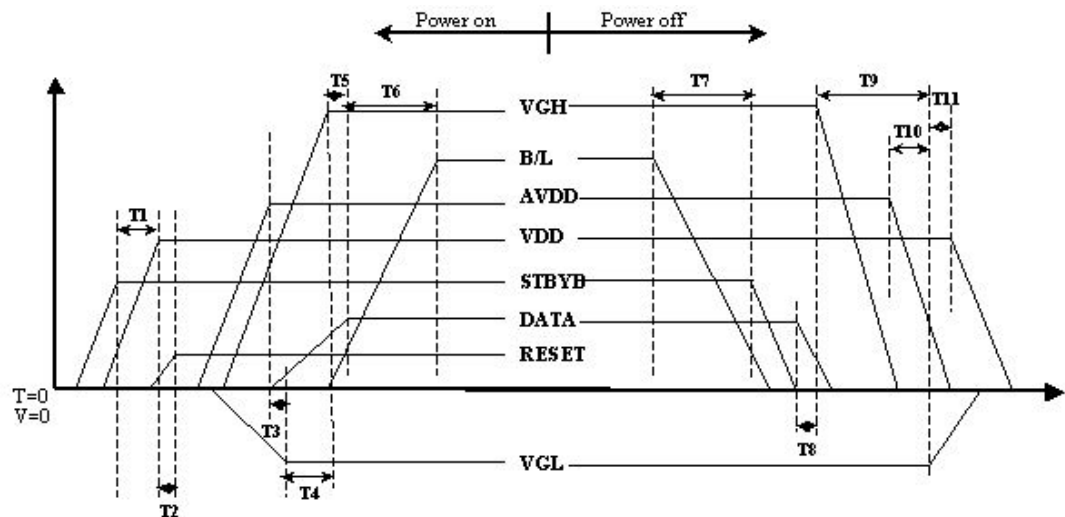 Power on Power off
T5 T6 T7 T9 T11
VGH
T10
B/L
AVDD
T1
VDD
STBYB
DATA
RESET
T=0
V=0
T3
T8
VGL
T4
T2